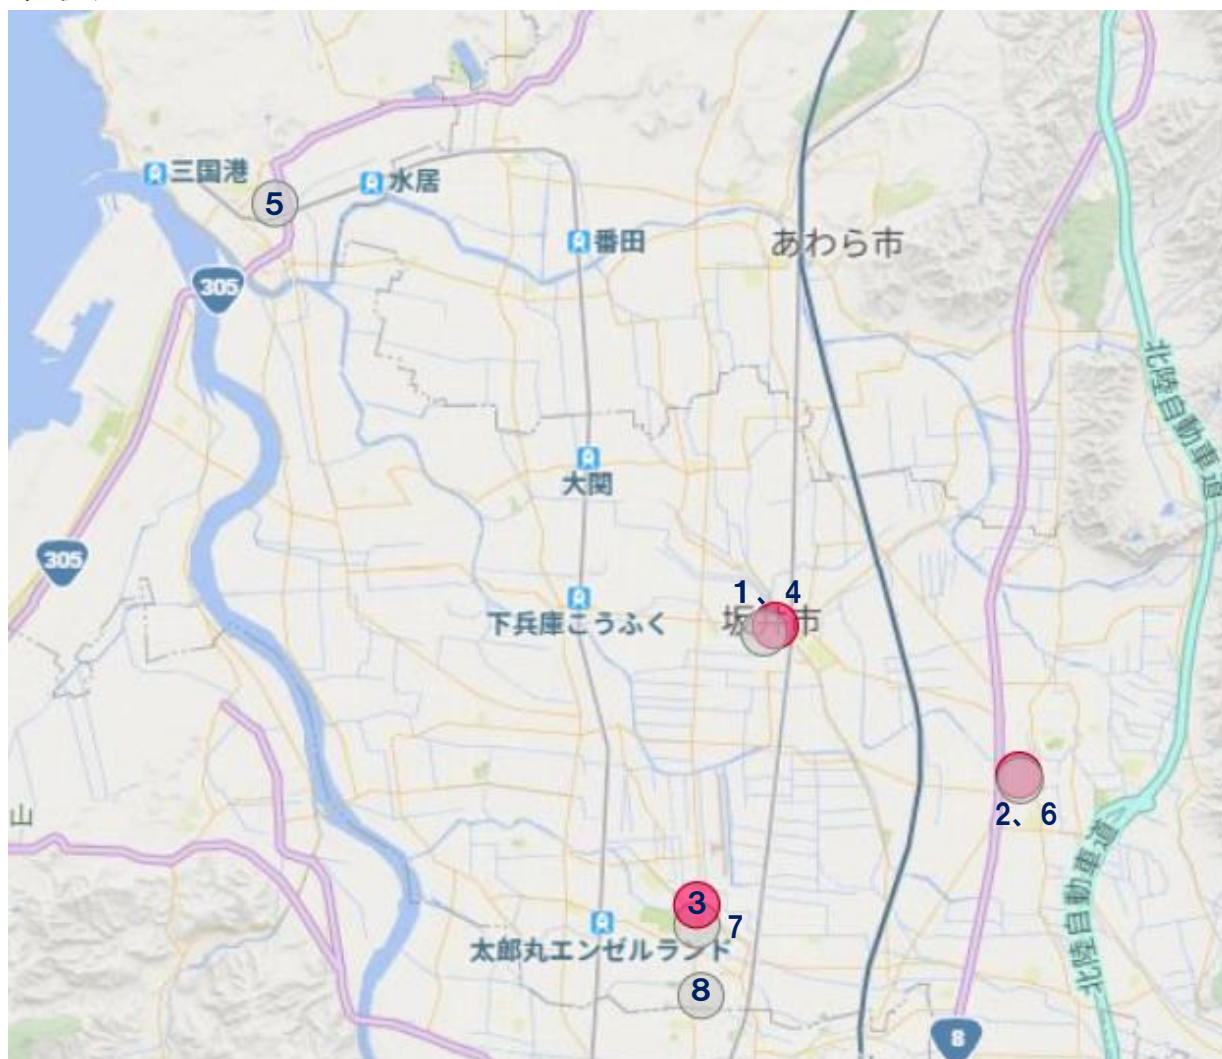 三国港
水居
5
番田
あわら市
305
北陸自動車道
大関
305
1、4
下兵庫こうふく
坂井市
2、6
山
北陸自動車道
3
7
太郎丸エンゼルランド
8
8